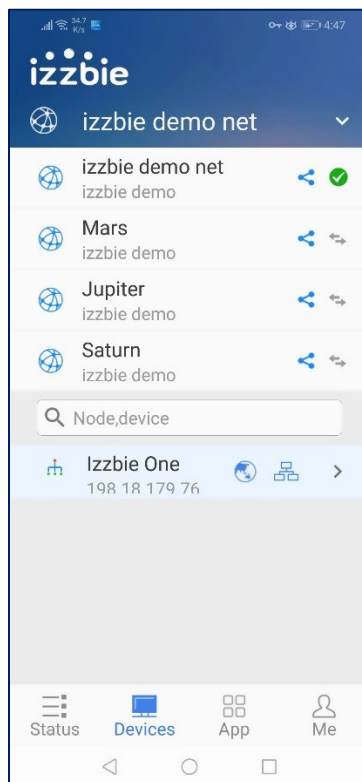 34.7
K/s
4:47
izzbie
izzbie demo net
izzbie demo net
izzbie demo
Mars
izzbie demo
Jupiter
izzbie demo
Saturn
izzbie demo
Node,device
Izzbie One
198 18 179 76
Status Devices App Me